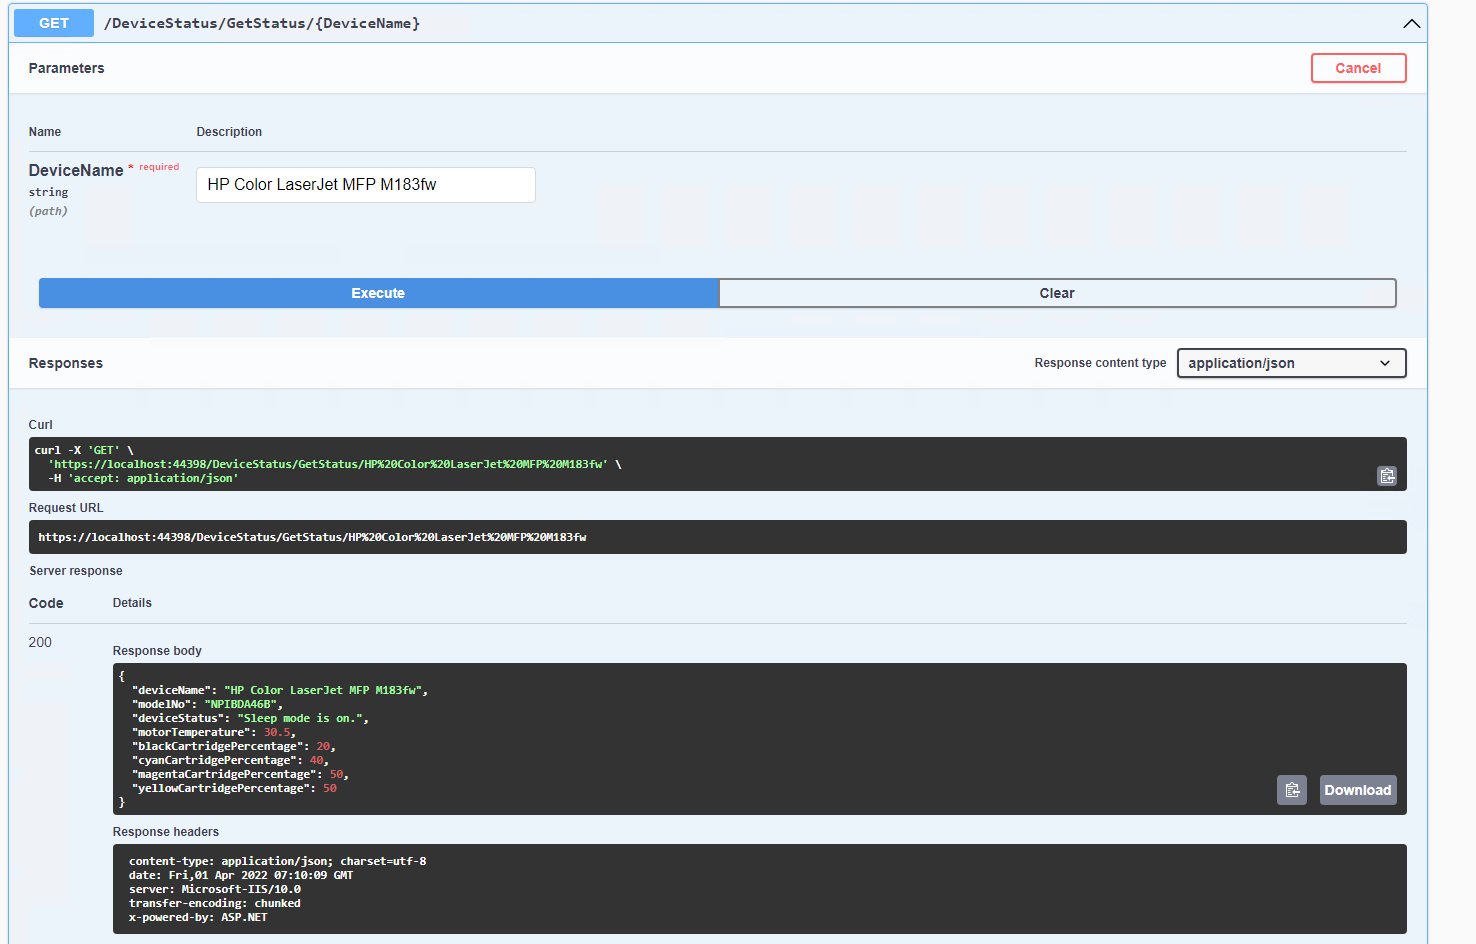 GET /DeviceStatus/GetStatus/{DeviceName}
Parameters Cancel
Name Description
DeviceName * required
string
(path)
HP Color LaserJet MFP M183fw
Execute Clear
Responses Response content type application/json
Curl
curl -X 'GET' \
'https://localhost:44398/DeviceStatus/GetStatus/HP%20Color%20LaserJet%20MFP%20M183fw' \
-H 'accept: application/json'
Request URL
https://localhost:44398/DeviceStatus/GetStatus/HP%20Color%20LaserJet%20MFP%20M183fw
Server response
Code Details
200
Response body
{
"deviceName": "HP Color LaserJet MFP M183fw",
"modelNo": "NPIBDA46B",
"deviceStatus": "Sleep mode is on.",
"motorTemperature": 30.5,
"blackCartridgePercentage": 20,
"cyanCartridgePercentage": 40,
"magentaCartridgePercentage": 50,
"yellowCartridgePercentage": 50
}
Download
Response headers
content-type: application/json; charset=utf-8
date: Fri,01 Apr 2022 07:10:09 GMT
server: Microsoft-IIS/10.0
transfer-encoding: chunked
x-powered-by: ASP.NET